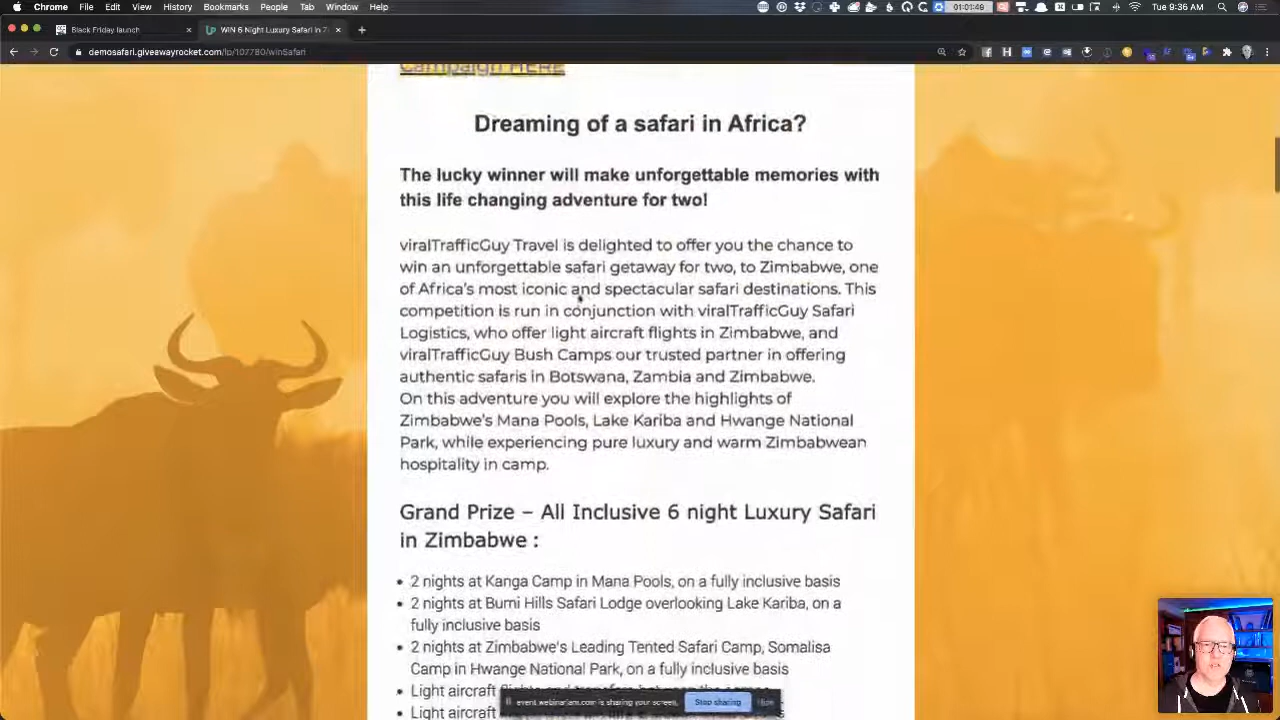 Chrome File Edit View History Bookmarks People Tab Window Help 01:01:46 Tue 9:35 AM
Black Friday launch × WIN 6 Night Luxury Safari in Z × +
demosafari.giveawayrocket.com/lp/107780/winSafari
Campaign HERE
Dreaming of a safari in Africa?
The lucky winner will make unforgettable memories with
this life changing adventure for two!
viralTrafficGuy Travel is delighted to offer you the chance to
win an unforgettable safari getaway for two, to Zimbabwe, one
of Africa's most iconic and spectacular safari destinations. This
competition is run in conjunction with viralTrafficGuy Safari
Logistics, who offer light aircraft flights in Zimbabwe, and
viralTrafficGuy Bush Camps our trusted partner in offering
authentic safaris in Botswana, Zambia and Zimbabwe.
On this adventure you will explore the highlights of
Zimbabwe's Mana Pools, Lake Kariba and Hwange National
Park, while experiencing pure luxury and warm Zimbabwean
hospitality in camp.
Grand Prize – All Inclusive 6 night Luxury Safari
in Zimbabwe :
• 2 nights at Kanga Camp in Mana Pools, on a fully inclusive basis
• 2 nights at Bumi Hills Safari Lodge overlooking Lake Kariba, on a
fully inclusive basis
• 2 nights at Zimbabwe's Leading Tented Safari Camp, Somalisa
Camp in Hwange National Park, on a fully inclusive basis
• Light aircraft
• Light aircraft
event.webinarjam.com is sharing your screen. Stop sharing Hide